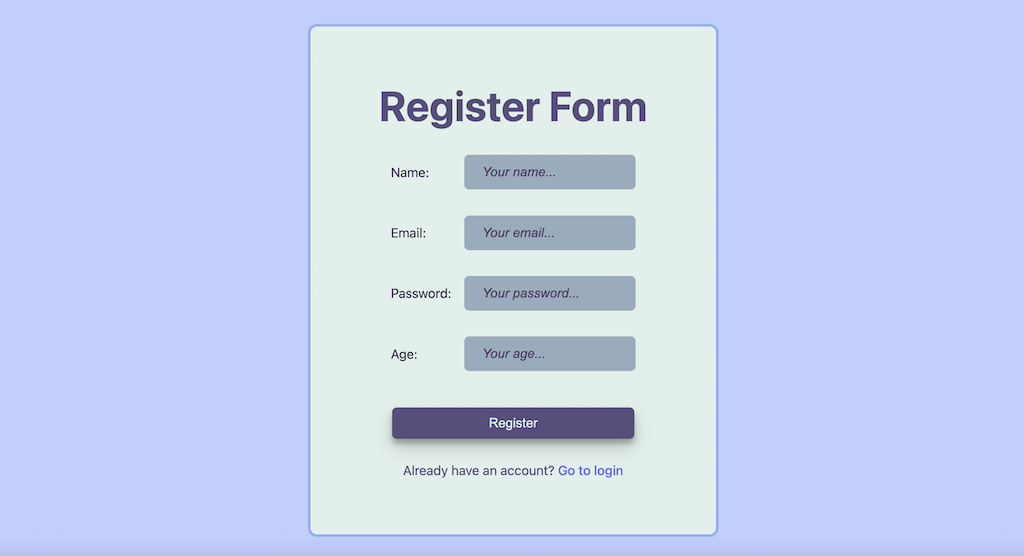 Register Form
Name: Your name...
Email: Your email...
Password: Your password...
Age: Your age...
Register
Already have an account? Go to login